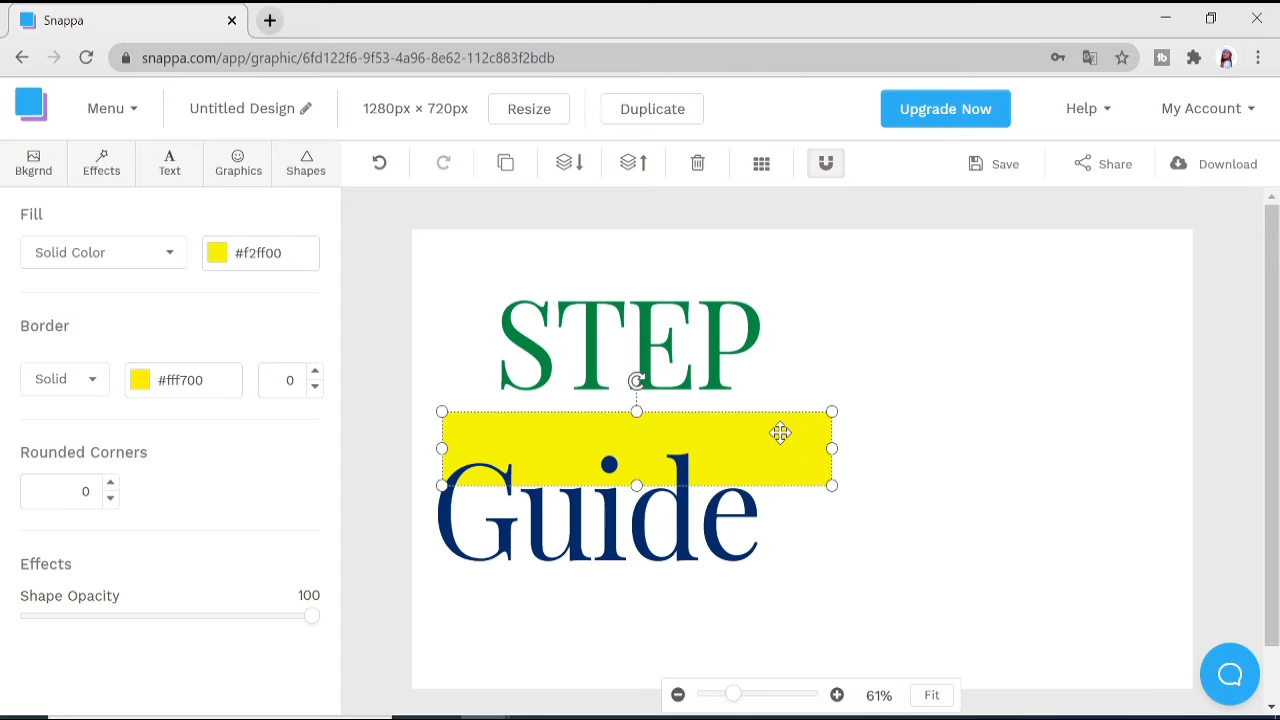 Snappa
snappa.com/app/graphic/6fd122f6-9f53-4a96-8e62-112c883f2bdb
Menu Untitled Design 1280px × 720px Resize Duplicate Upgrade Now Help My Account
Bkgrnd Effects Text Graphics Shapes Save Share Download
Fill
Solid Color #f2ff00
Border
Solid #fff700 0
Rounded Corners
0
Effects
Shape Opacity 100
STEP
Guide
61% Fit